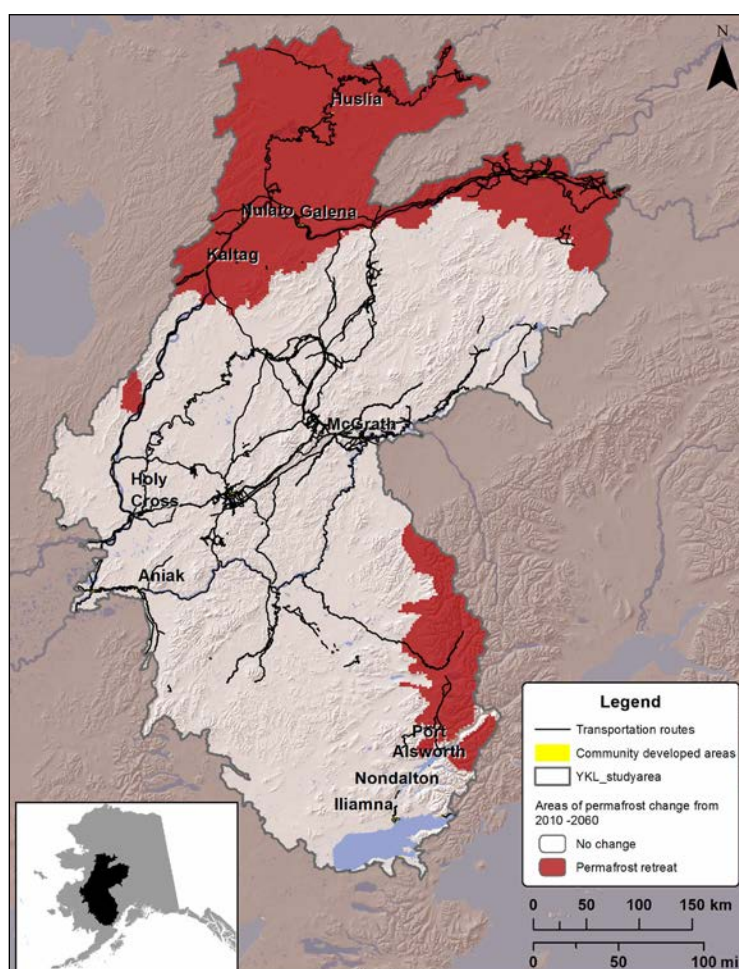 N
Huslia
Nulato Galena
Kaltag
McGrath
Holy
Cross
Aniak
Port
Alsworth
Nondalton
Iliamna
Legend
Transportation routes
Community developed areas
YKL_studyarea
Areas of permafrost change from
2010 -2060
No change
Permafrost retreat
0 50 100 150 km
0 50 100 mi